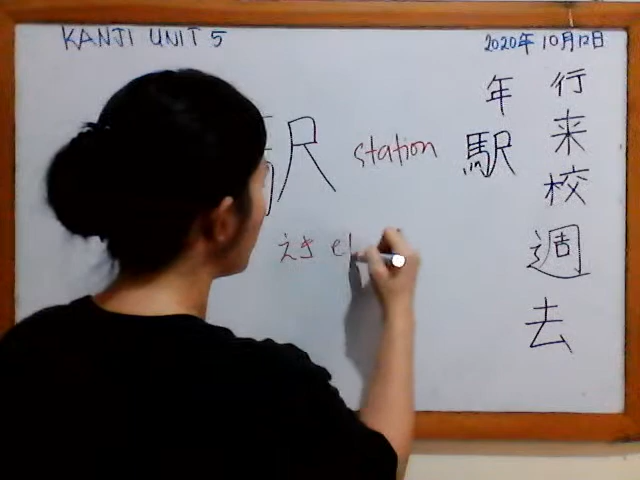 KANJI UNIT 5
2020年10月12日
駅 station
えき
行来校週去
年駅